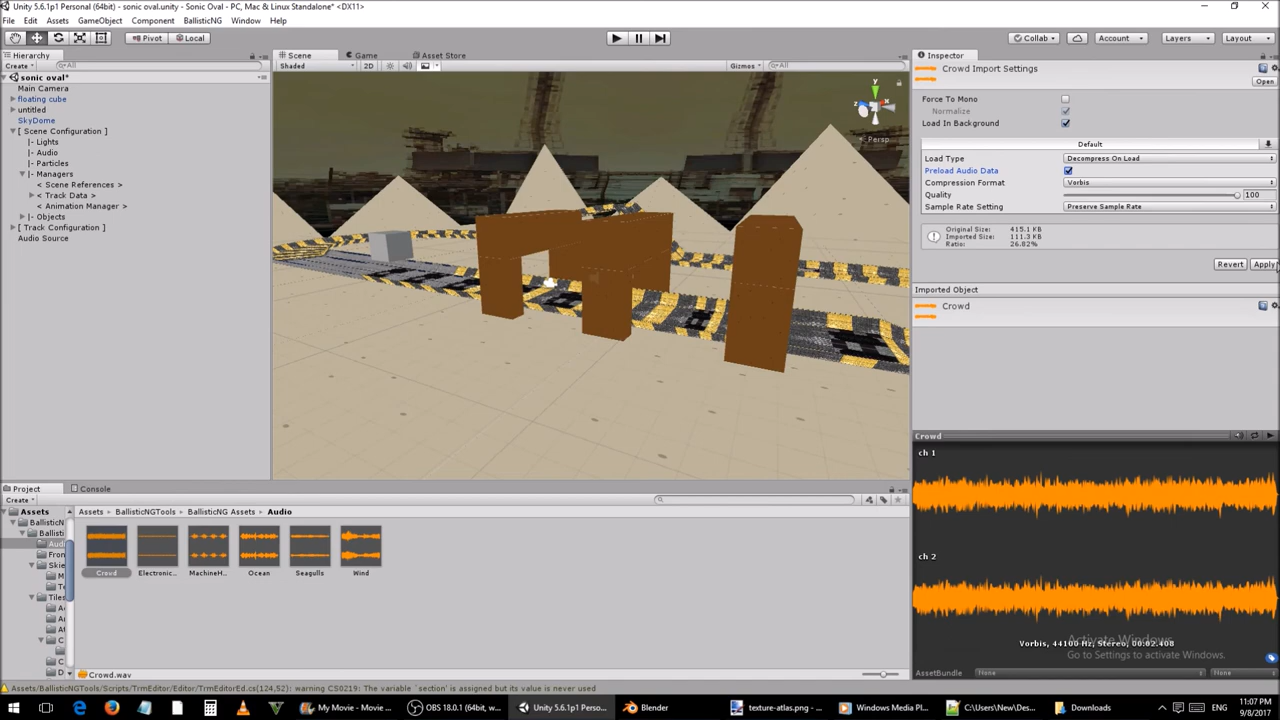 Unity 5.6.1p1 Personal (64bit) - sonic oval.unity - Sonic Oval - PC, Mac & Linux Standalone* <DX11>
File Edit Assets GameObject Component BallisticNG Window Help
Pivot Local Collab Account Layers Layout
Hierarchy
Create All
sonic oval*
Main Camera
floating cube
untitled
SkyDome
[ Scene Configuration ]
|- Lights
|- Audio
|- Particles
|- Managers
< Scene References >
< Track Data >
< Animation Manager >
|- Objects
[ Track Configuration ]
Audio Source
Scene Game Asset Store
Shaded 2D Gizmos All
y
x
Persp
Inspector
Crowd Import Settings
Open
Force To Mono
Normalize
Load In Background
Default
Load Type Decompress On Load
Preload Audio Data
Compression Format Vorbis
Quality 100
Sample Rate Setting Preserve Sample Rate
Original Size: 415.1 KB
Imported Size: 111.3 KB
Ratio: 26.82%
Revert Apply
Imported Object
Crowd
Crowd
ch 1
ch 2
Vorbis, 44100 Hz, Stereo, 00:02.408
Activate Windows
Go to Settings to activate Windows.
AssetBundle None None
Project Console
Create
Assets
BallisticN
Ballisti
Audi
Fron
Skie
M
T
Tiles
A
A
At
C
C
D
Assets BallisticNGTools BallisticNG Assets Audio
Crowd Electronic... MachineH... Ocean Seagulls Wind
Crowd.wav
Assets/BallisticNGTools/Scripts/TrmEditor/Editor/TrmEditorEd.cs(124,52): warning CS0219: The variable `section' is assigned but its value is never used
My Movie - Movie ... OBS 18.0.1 (64bit, w... Unity 5.6.1p1 Perso... Blender texture-atlas.png - ... Windows Media Pl... C:\Users\New\Des... Downloads
11:07 PM
9/8/2017